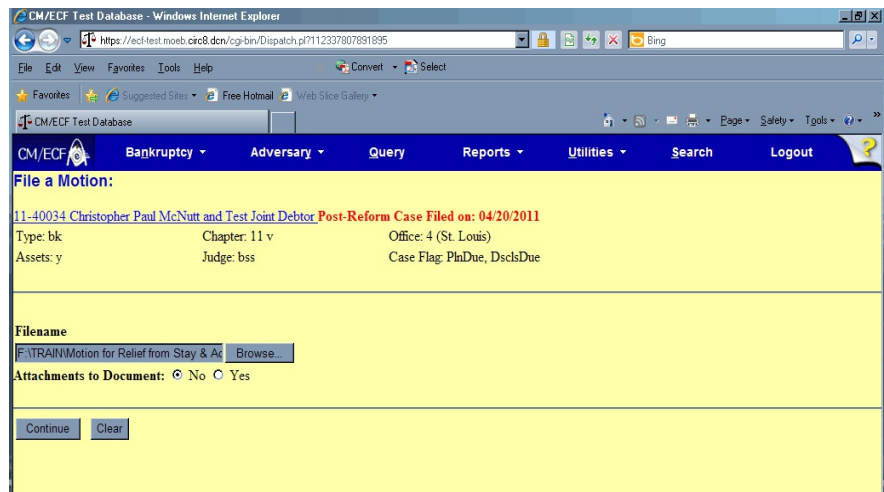 CM/ECF Test Database - Windows Internet Explorer
https://ecf-test.moeb.circ8.dcn/cgi-bin/Dispatch.pl?112337807891895
Bing
File Edit View Favorites Tools Help
Convert Select
Favorites Suggested Sites Free Hotmail Web Slice Gallery
CM/ECF Test Database
Page Safety Tools
CM/ECF Bankruptcy Adversary Query Reports Utilities Search Logout ?
File a Motion:
11-40034 Christopher Paul McNutt and Test Joint Debtor Post-Reform Case Filed on: 04/20/2011
Type: bk Chapter: 11 v Office: 4 (St. Louis)
Assets: y Judge: bss Case Flag: PlnDue, DsclsDue
Filename
F:\TRAIN\Motion for Relief from Stay & Ac Browse...
Attachments to Document: No Yes
Continue Clear